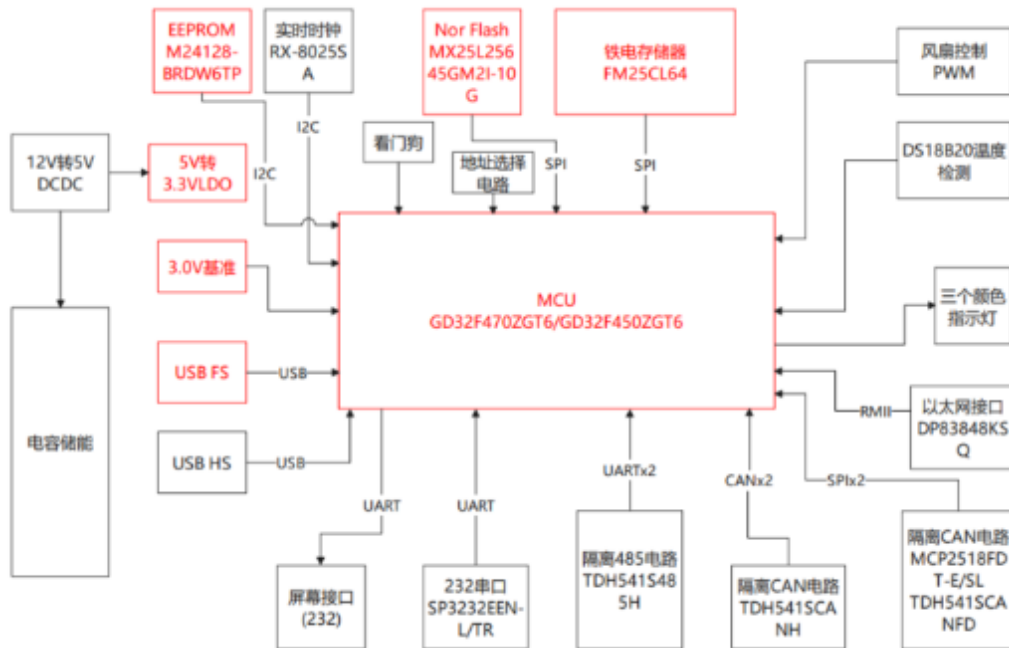 EEPROM
M24128-
BRDW6TP
实时时钟
RX-8025S
A
Nor Flash
MX25L256
45GM2I-10
G
铁电存储器
FM25CL64
风扇控制
PWM
I2C
I2C
看门狗
地址选择
电路
SPI
SPI
12V转5V
DCDC
5V转
3.3VLDO
DS18B20温度
检测
3.0V基准
MCU
GD32F470ZGT6/GD32F450ZGT6
三个颜色
指示灯
USB FS
USB
RMII
以太网接口
DP83848KS
Q
电容储能
USB HS
USB
UART
UART
UARTx2
CANx2
SPIx2
屏幕接口
(232)
232串口
SP3232EEN-
L/TR
隔离485电路
TDH541S48
5H
隔离CAN电路
TDH541SCA
NH
隔离CAN电路
MCP2518FD
T-E/SL
TDH541SCA
NFD